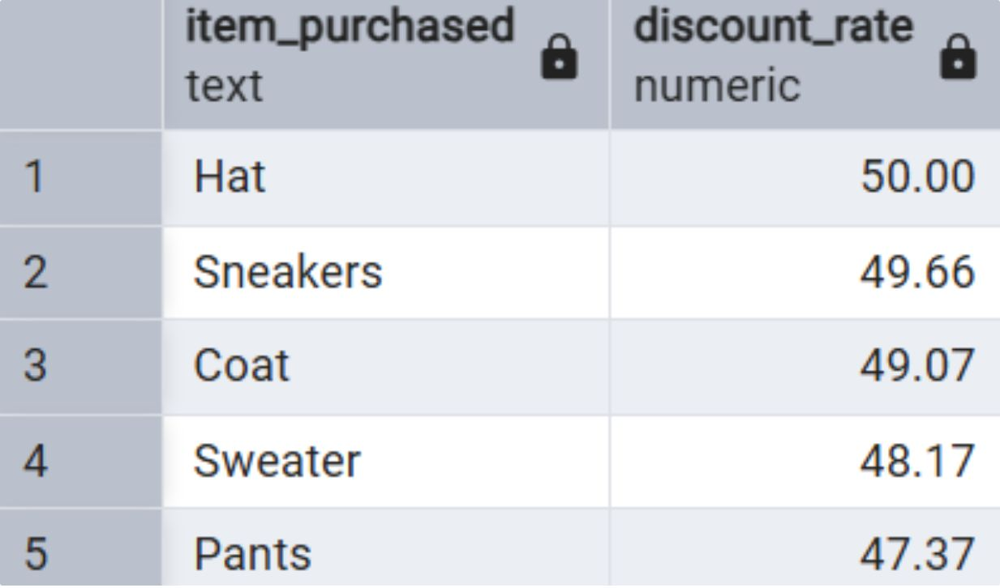 item_purchased discount_rate
text numeric
1 Hat 50.00
2 Sneakers 49.66
3 Coat 49.07
4 Sweater 48.17
5 Pants 47.37